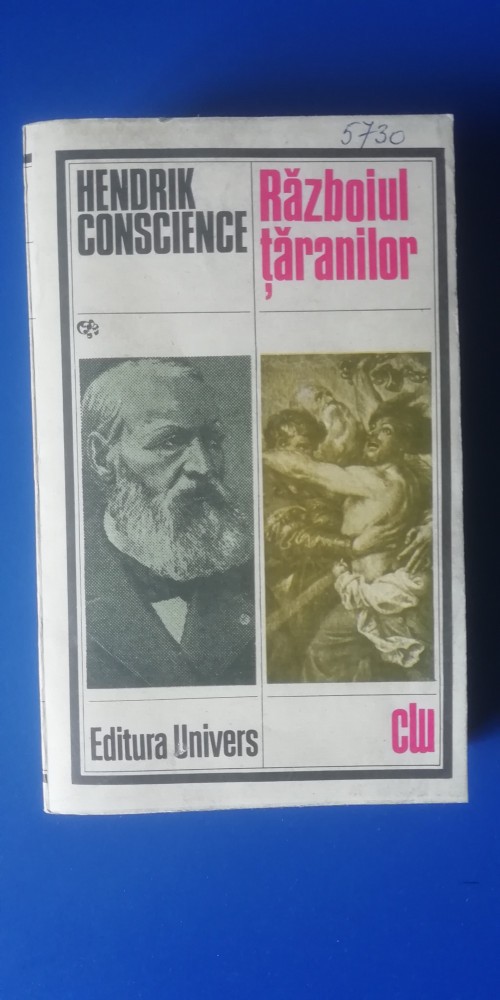 5730
HENDRIK
CONSCIENCE
Războiul
țăranilor
Editura Univers
clu